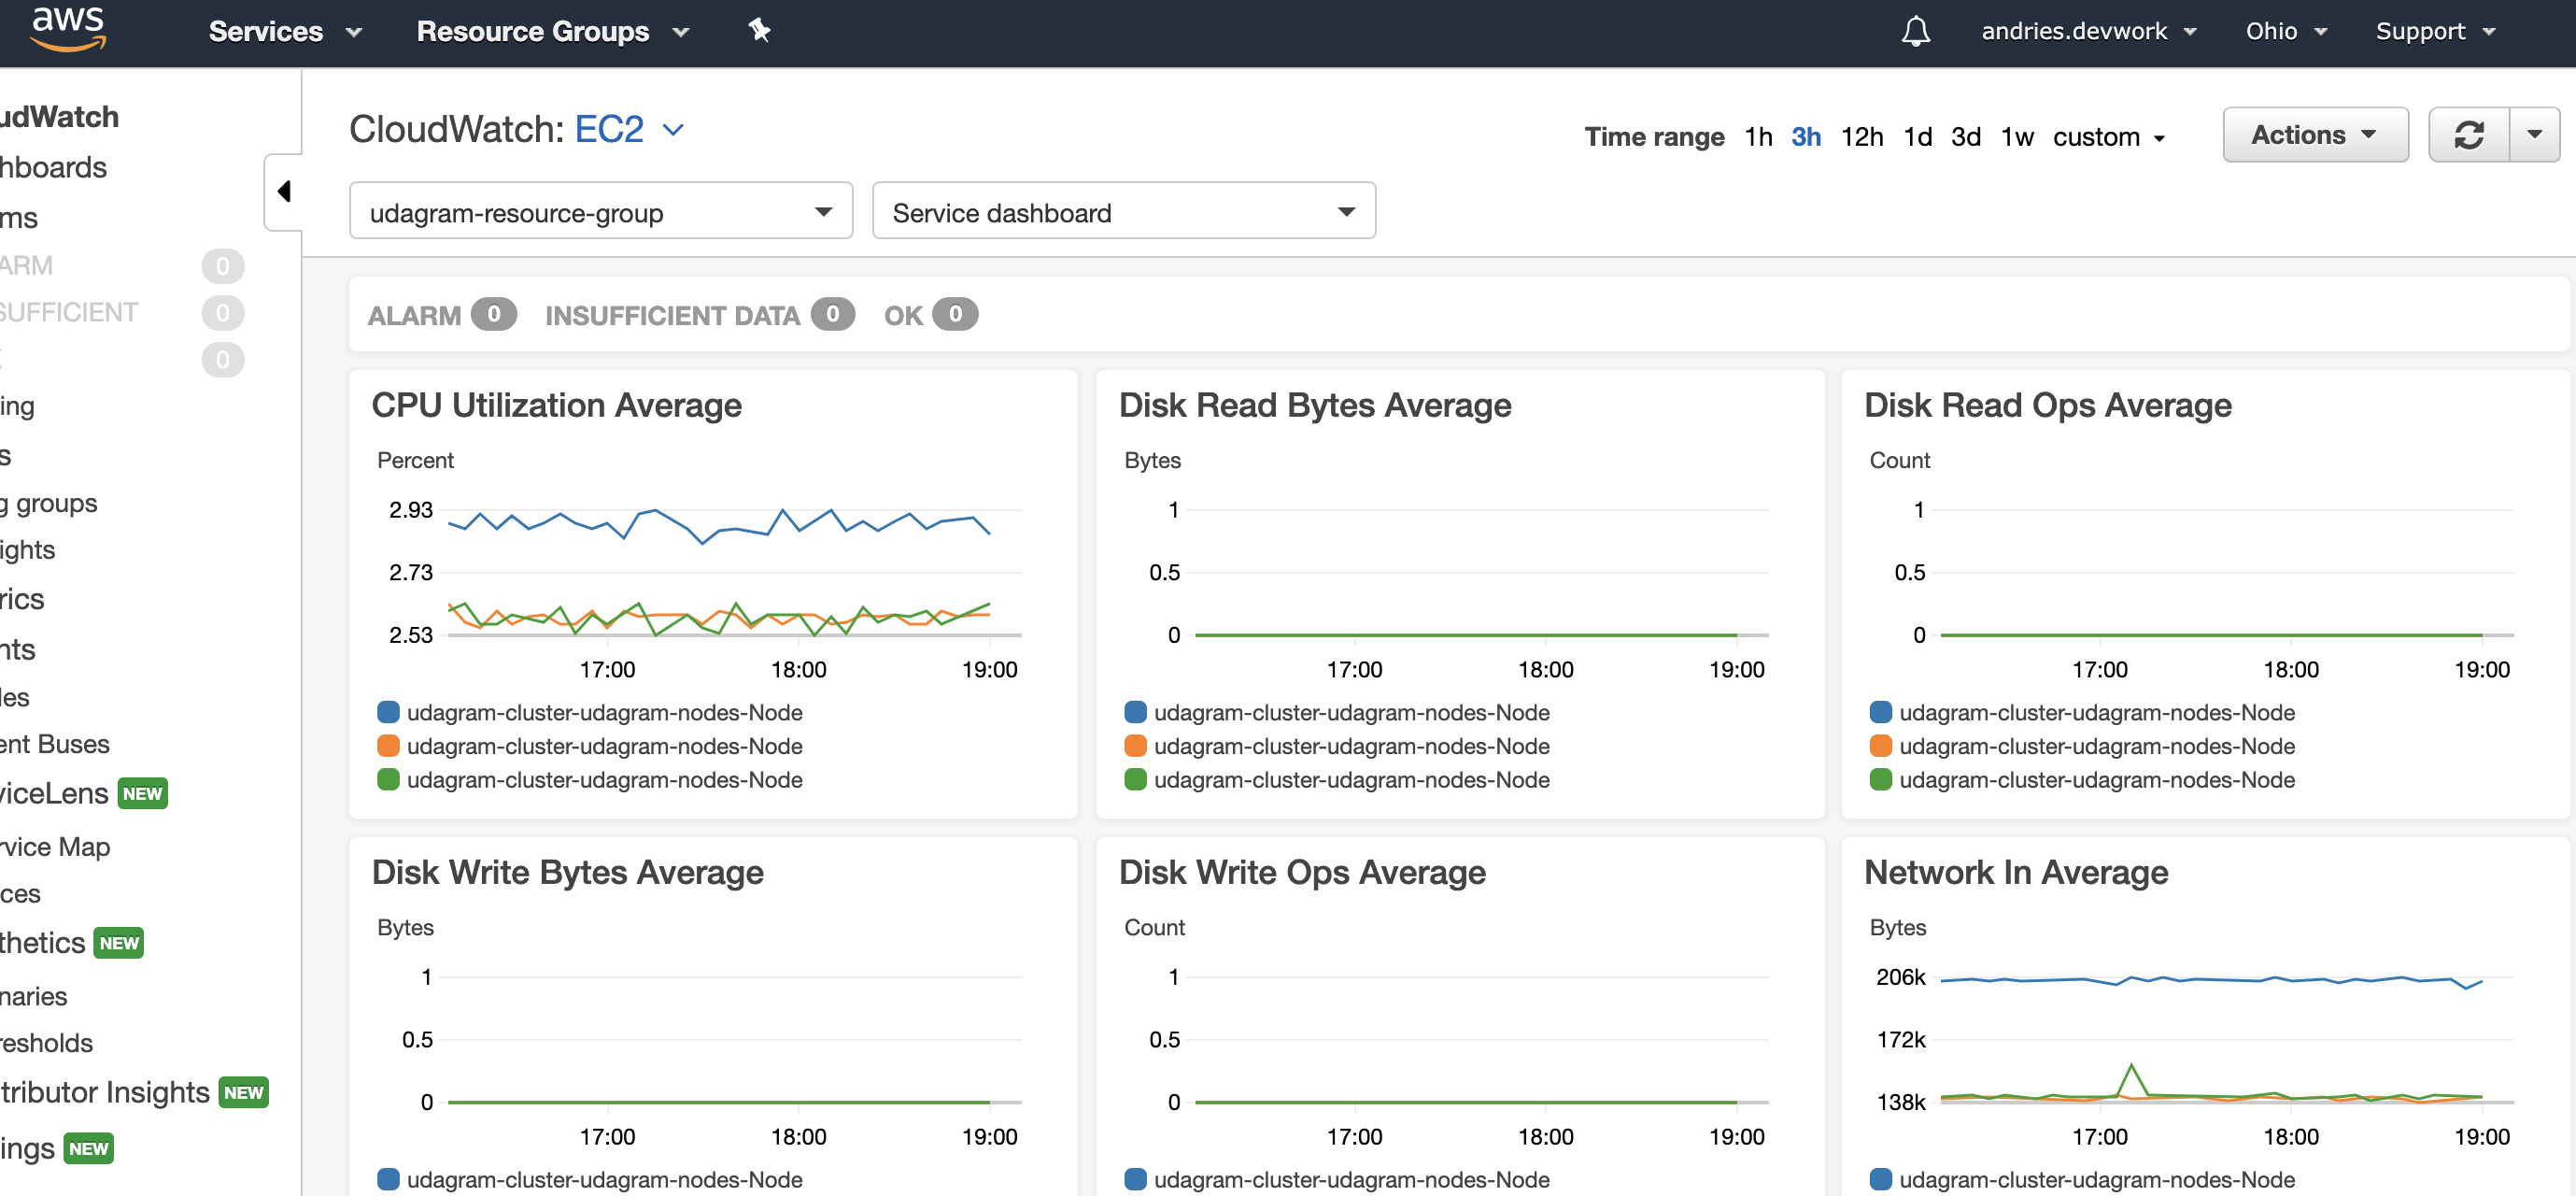 aws Services Resource Groups andries.devwork Ohio Support
udWatch
hboards
ms
ARM 0
SUFFICIENT 0
0
ing
s
g groups
ights
rics
nts
les
ent Buses
viceLens NEW
rvice Map
ces
thetics NEW
naries
resholds
tributor Insights NEW
ings NEW
CloudWatch: EC2
Time range 1h 3h 12h 1d 3d 1w custom Actions
udagram-resource-group Service dashboard
ALARM 0 INSUFFICIENT DATA 0 OK 0
CPU Utilization Average
Percent
2.93
2.73
2.53
17:00 18:00 19:00
udagram-cluster-udagram-nodes-Node
udagram-cluster-udagram-nodes-Node
udagram-cluster-udagram-nodes-Node
Disk Read Bytes Average
Bytes
1
0.5
0
17:00 18:00 19:00
udagram-cluster-udagram-nodes-Node
udagram-cluster-udagram-nodes-Node
udagram-cluster-udagram-nodes-Node
Disk Read Ops Average
Count
1
0.5
0
17:00 18:00 19:00
udagram-cluster-udagram-nodes-Node
udagram-cluster-udagram-nodes-Node
udagram-cluster-udagram-nodes-Node
Disk Write Bytes Average
Bytes
1
0.5
0
17:00 18:00 19:00
udagram-cluster-udagram-nodes-Node
Disk Write Ops Average
Count
1
0.5
0
17:00 18:00 19:00
udagram-cluster-udagram-nodes-Node
Network In Average
Bytes
206k
172k
138k
17:00 18:00 19:00
udagram-cluster-udagram-nodes-Node